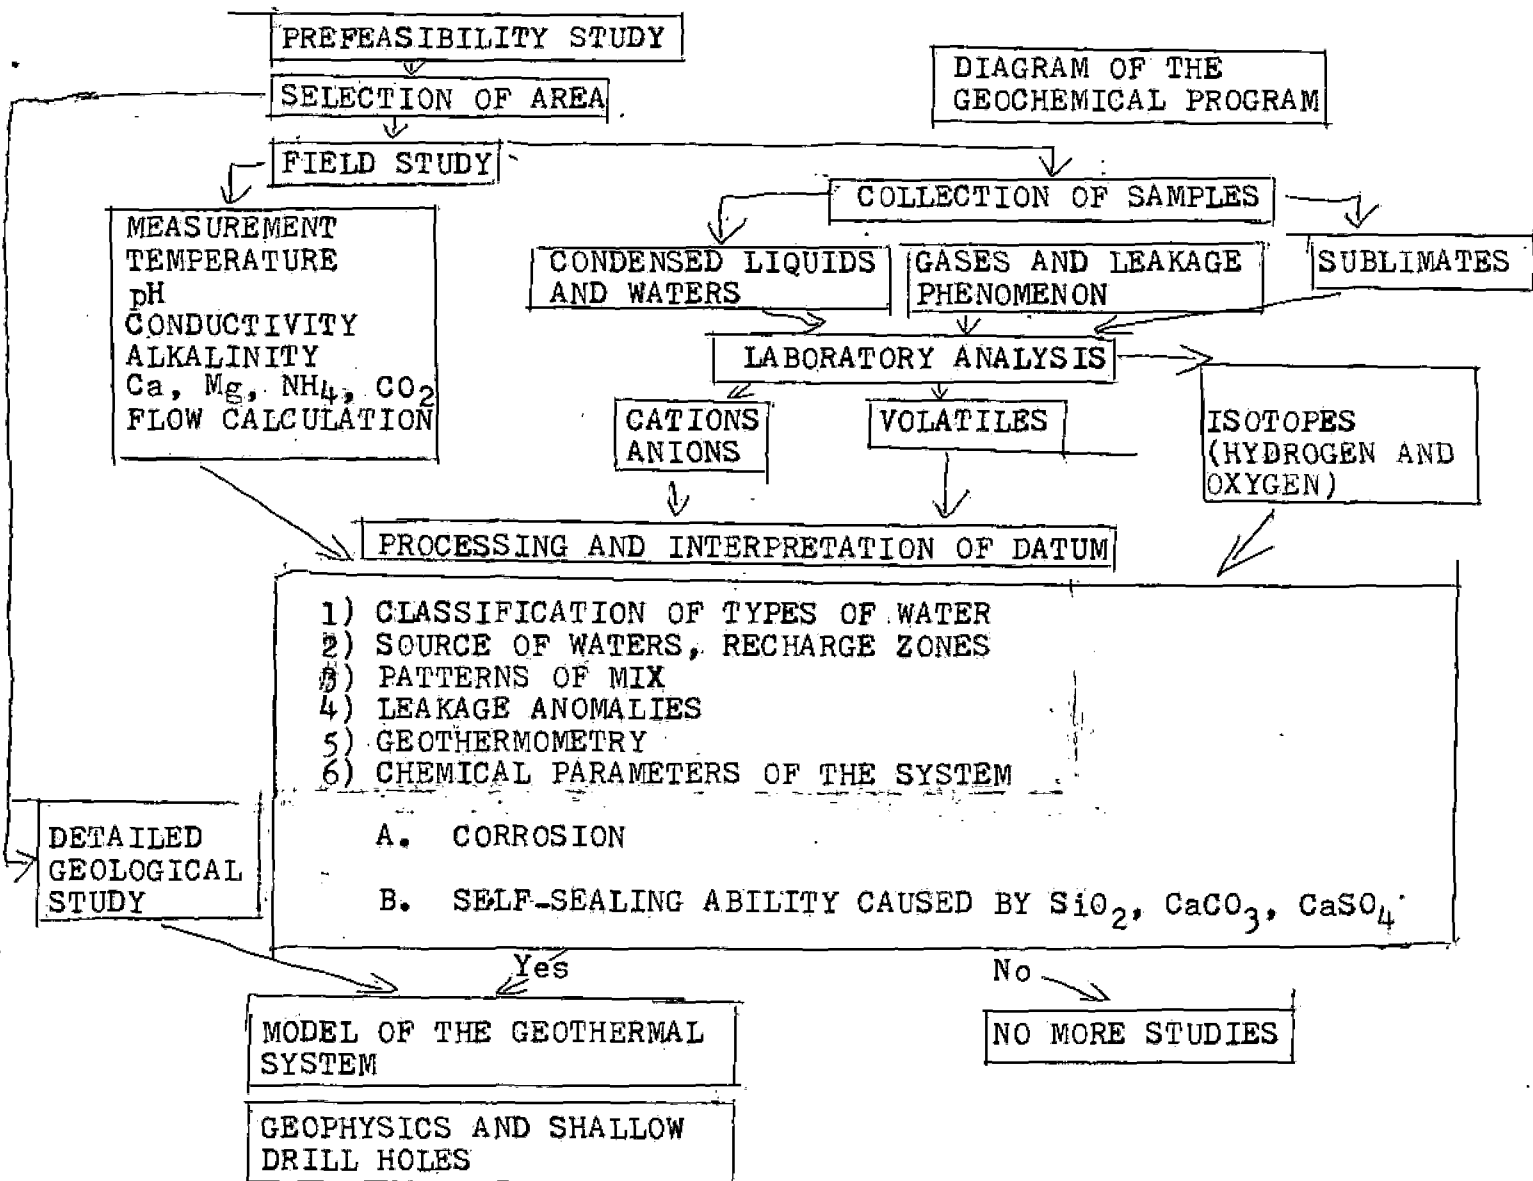 PREFEASIBILITY STUDY
DIAGRAM OF THE
GEOCHEMICAL PROGRAM
SELECTION OF AREA
FIELD STUDY
COLLECTION OF SAMPLES
MEASUREMENT
TEMPERATURE
pH
CONDUCTIVITY
ALKALINITY
Ca, Mg, NH4, CO2
FLOW CALCULATION
CONDENSED LIQUIDS
AND WATERS
GASES AND LEAKAGE
PHENOMENON
SUBLIMATES
LABORATORY ANALYSIS
CATIONS
ANIONS
VOLATILES
ISOTOPES
(HYDROGEN AND
OXYGEN)
PROCESSING AND INTERPRETATION OF DATUM
1) CLASSIFICATION OF TYPES OF WATER
2) SOURCE OF WATERS, RECHARGE ZONES
3) PATTERNS OF MIX
4) LEAKAGE ANOMALIES
5) GEOTHERMOMETRY
6) CHEMICAL PARAMETERS OF THE SYSTEM
A. CORROSION
B. SELF-SEALING ABILITY CAUSED BY SiO2, CaCO3, CaSO4
DETAILED
GEOLOGICAL
STUDY
Yes
No
MODEL OF THE GEOTHERMAL
SYSTEM
NO MORE STUDIES
GEOPHYSICS AND SHALLOW
DRILL HOLES